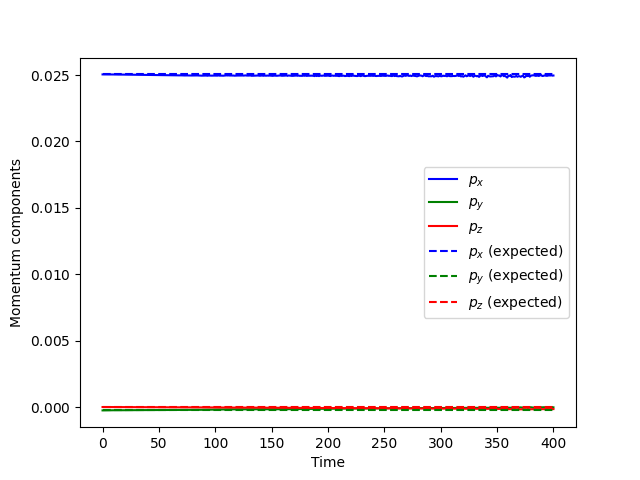 0.025
0.020
0.015
0.010
0.005
0.000
Momentum components
0 50 100 150 200 250 300 350 400
Time
p_x
p_y
p_z
p_x (expected)
p_y (expected)
p_z (expected)